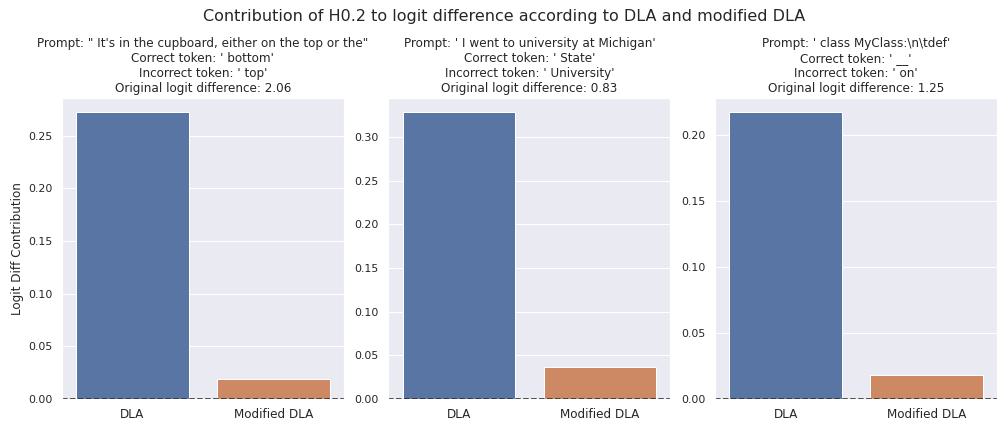 Contribution of H0.2 to logit difference according to DLA and modified DLA
Prompt: " It's in the cupboard, either on the top or the"
Correct token: ' bottom'
Incorrect token: ' top'
Original logit difference: 2.06
Prompt: ' I went to university at Michigan'
Correct token: ' State'
Incorrect token: ' University'
Original logit difference: 0.83
Prompt: ' class MyClass:\n\tdef'
Correct token: ' __'
Incorrect token: ' on'
Original logit difference: 1.25
Logit Diff Contribution
0.25
0.20
0.15
0.10
0.05
0.00
DLA
Modified DLA
0.30
0.25
0.20
0.15
0.10
0.05
0.00
DLA
Modified DLA
0.20
0.15
0.10
0.05
0.00
DLA
Modified DLA